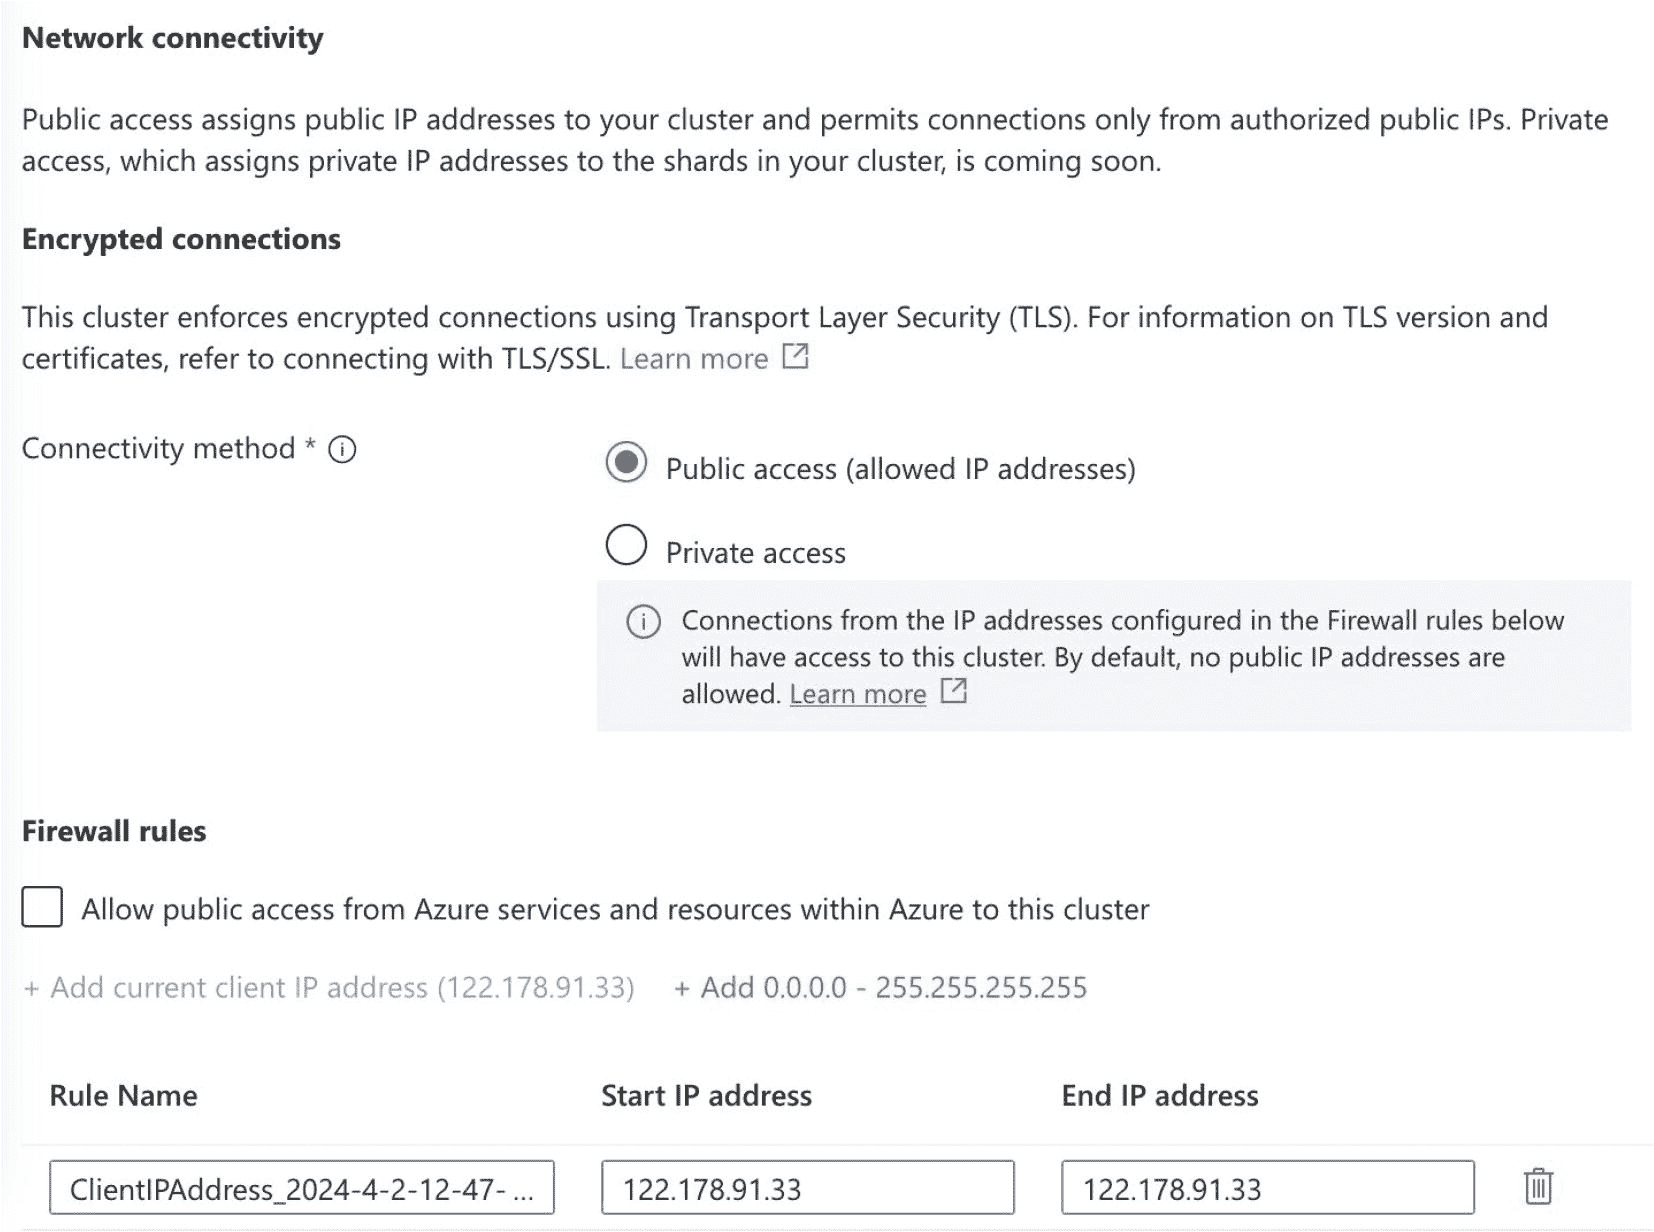 Network connectivity
Public access assigns public IP addresses to your cluster and permits connections only from authorized public IPs. Private
access, which assigns private IP addresses to the shards in your cluster, is coming soon.
Encrypted connections
This cluster enforces encrypted connections using Transport Layer Security (TLS). For information on TLS version and
certificates, refer to connecting with TLS/SSL. Learn more
Connectivity method *
Public access (allowed IP addresses)
Private access
Connections from the IP addresses configured in the Firewall rules below
will have access to this cluster. By default, no public IP addresses are
allowed. Learn more
Firewall rules
Allow public access from Azure services and resources within Azure to this cluster
+ Add current client IP address (122.178.91.33) + Add 0.0.0.0 - 255.255.255.255
Rule Name Start IP address End IP address
ClientIPAddress_2024-4-2-12-47- ... 122.178.91.33 122.178.91.33